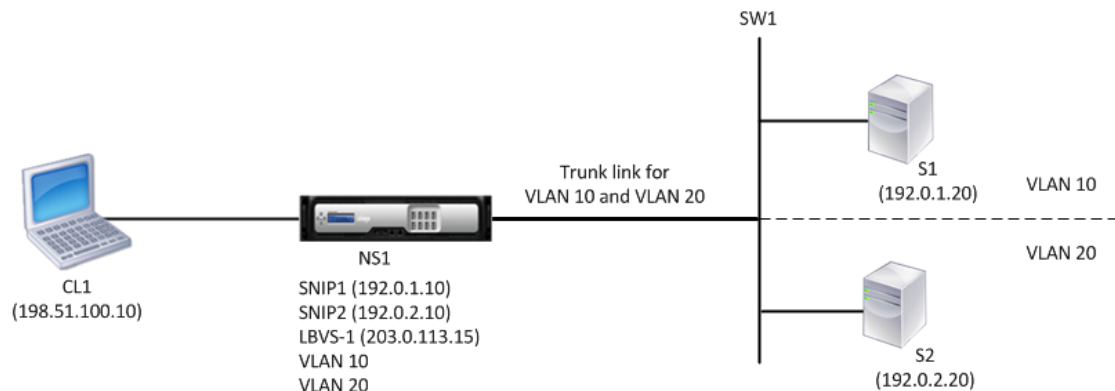 SW1
S1
(192.0.1.20)
VLAN 10
Trunk link for
VLAN 10 and VLAN 20
VLAN 20
CL1
(198.51.100.10)
NS1
SNIP1 (192.0.1.10)
SNIP2 (192.0.2.10)
LBVS-1 (203.0.113.15)
VLAN 10
VLAN 20
S2
(192.0.2.20)